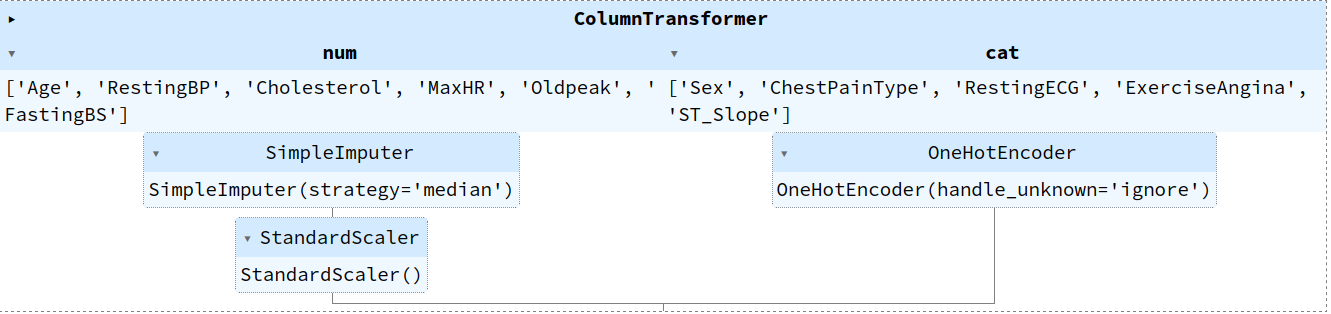 ColumnTransformer
num
['Age', 'RestingBP', 'Cholesterol', 'MaxHR', 'Oldpeak', '
FastingBS']
SimpleImputer
SimpleImputer(strategy='median')
StandardScaler
StandardScaler()
cat
['Sex', 'ChestPainType', 'RestingECG', 'ExerciseAngina',
'ST_Slope']
OneHotEncoder
OneHotEncoder(handle_unknown='ignore')